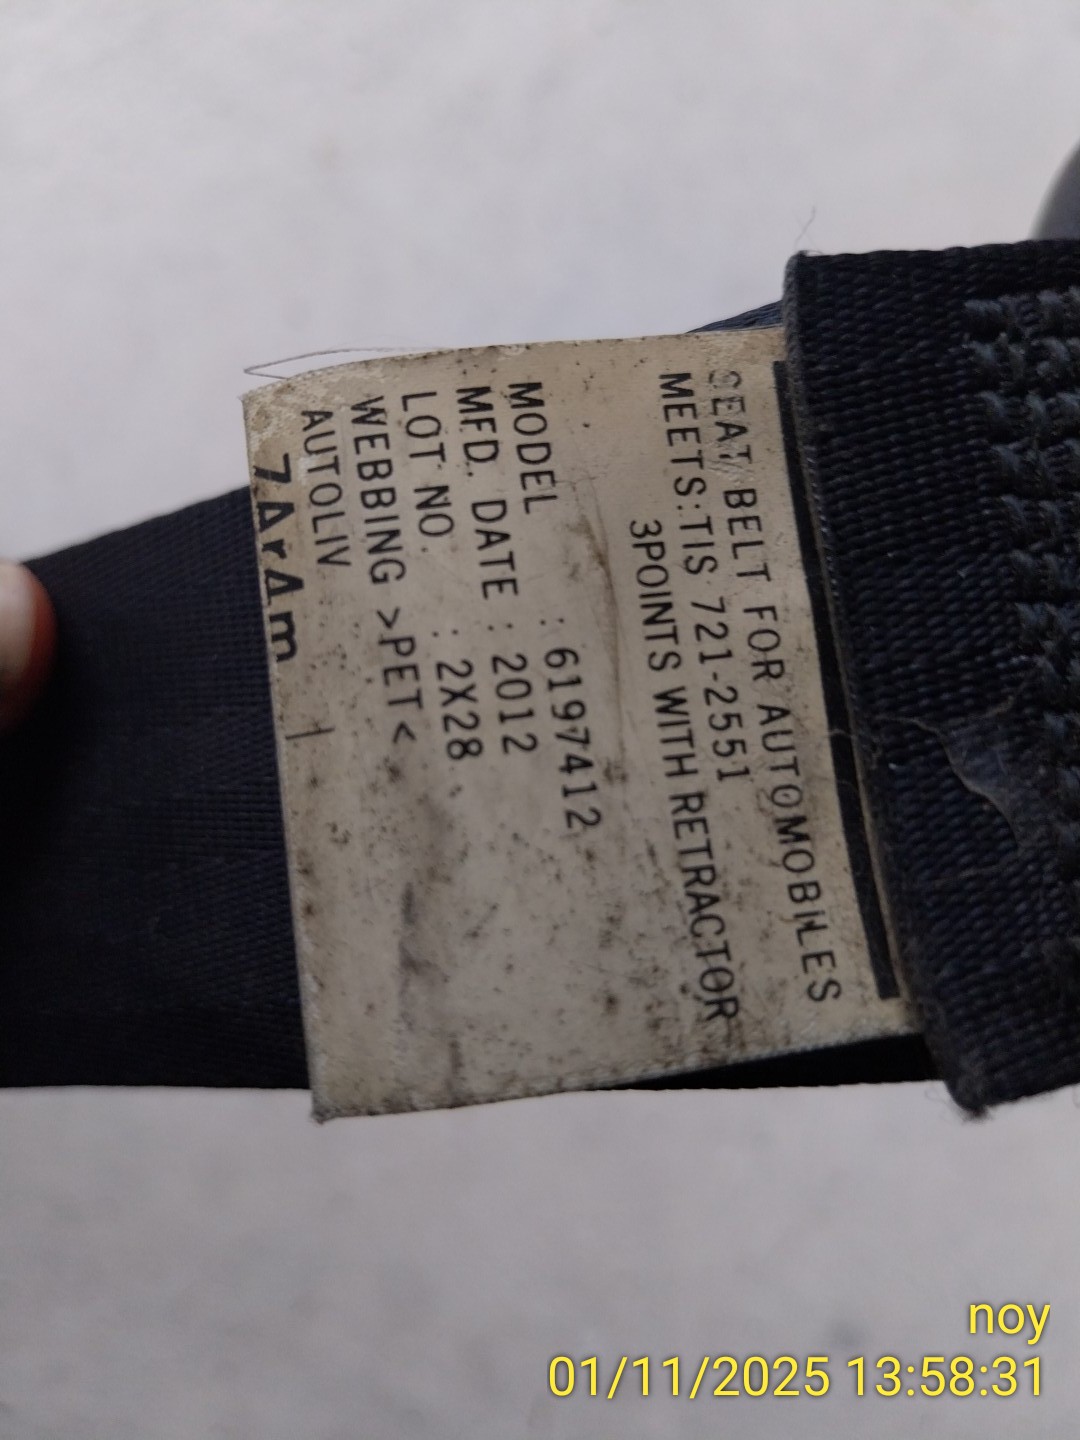 SEAT BELT FOR AUTOMOBILES
MEETS:TIS 721-2551
3POINTS WITH RETRACTOR
MODEL : 6197412
MFD. DATE : 2012
LOT NO. : 2X28
WEBBING >PET<
AUTOLIV
noy
01/11/2025 13:58:31